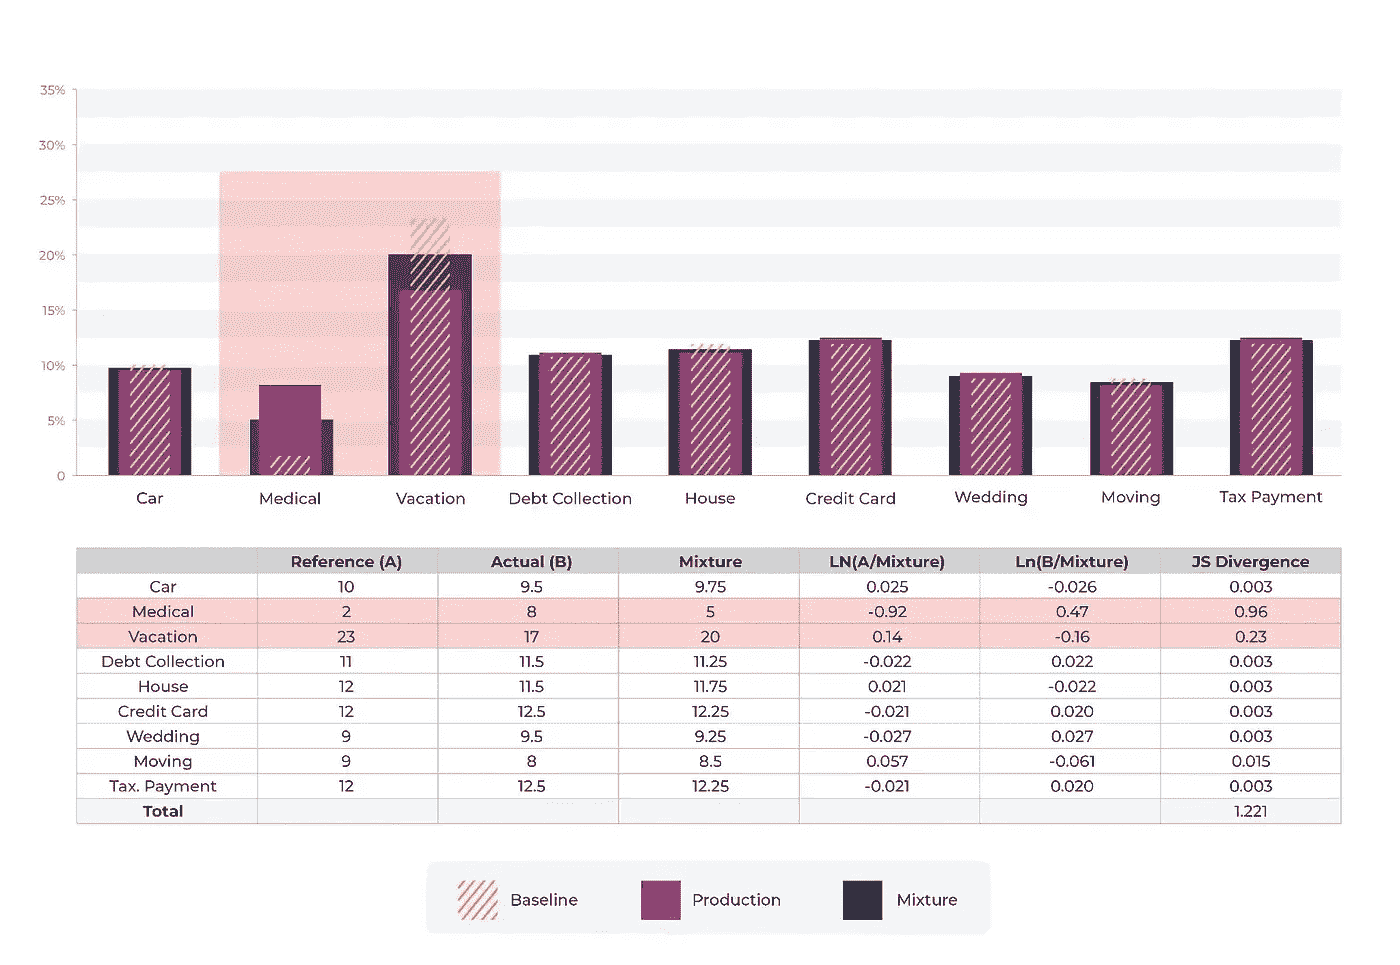 35%
30%
25%
20%
15%
10%
5%
0
Car Medical Vacation Debt Collection House Credit Card Wedding Moving Tax Payment
Reference (A) Actual (B) Mixture LN(A/Mixture) Ln(B/Mixture) JS Divergence
Car 10 9.5 9.75 0.025 -0.026 0.003
Medical 2 8 5 -0.92 0.47 0.96
Vacation 23 17 20 0.14 -0.16 0.23
Debt Collection 11 11.5 11.25 -0.022 0.022 0.003
House 12 11.5 11.75 0.021 -0.022 0.003
Credit Card 12 12.5 12.25 -0.021 0.020 0.003
Wedding 9 9.5 9.25 -0.027 0.027 0.003
Moving 9 8 8.5 0.057 -0.061 0.015
Tax. Payment 12 12.5 12.25 -0.021 0.020 0.003
Total 1.221
Baseline Production Mixture